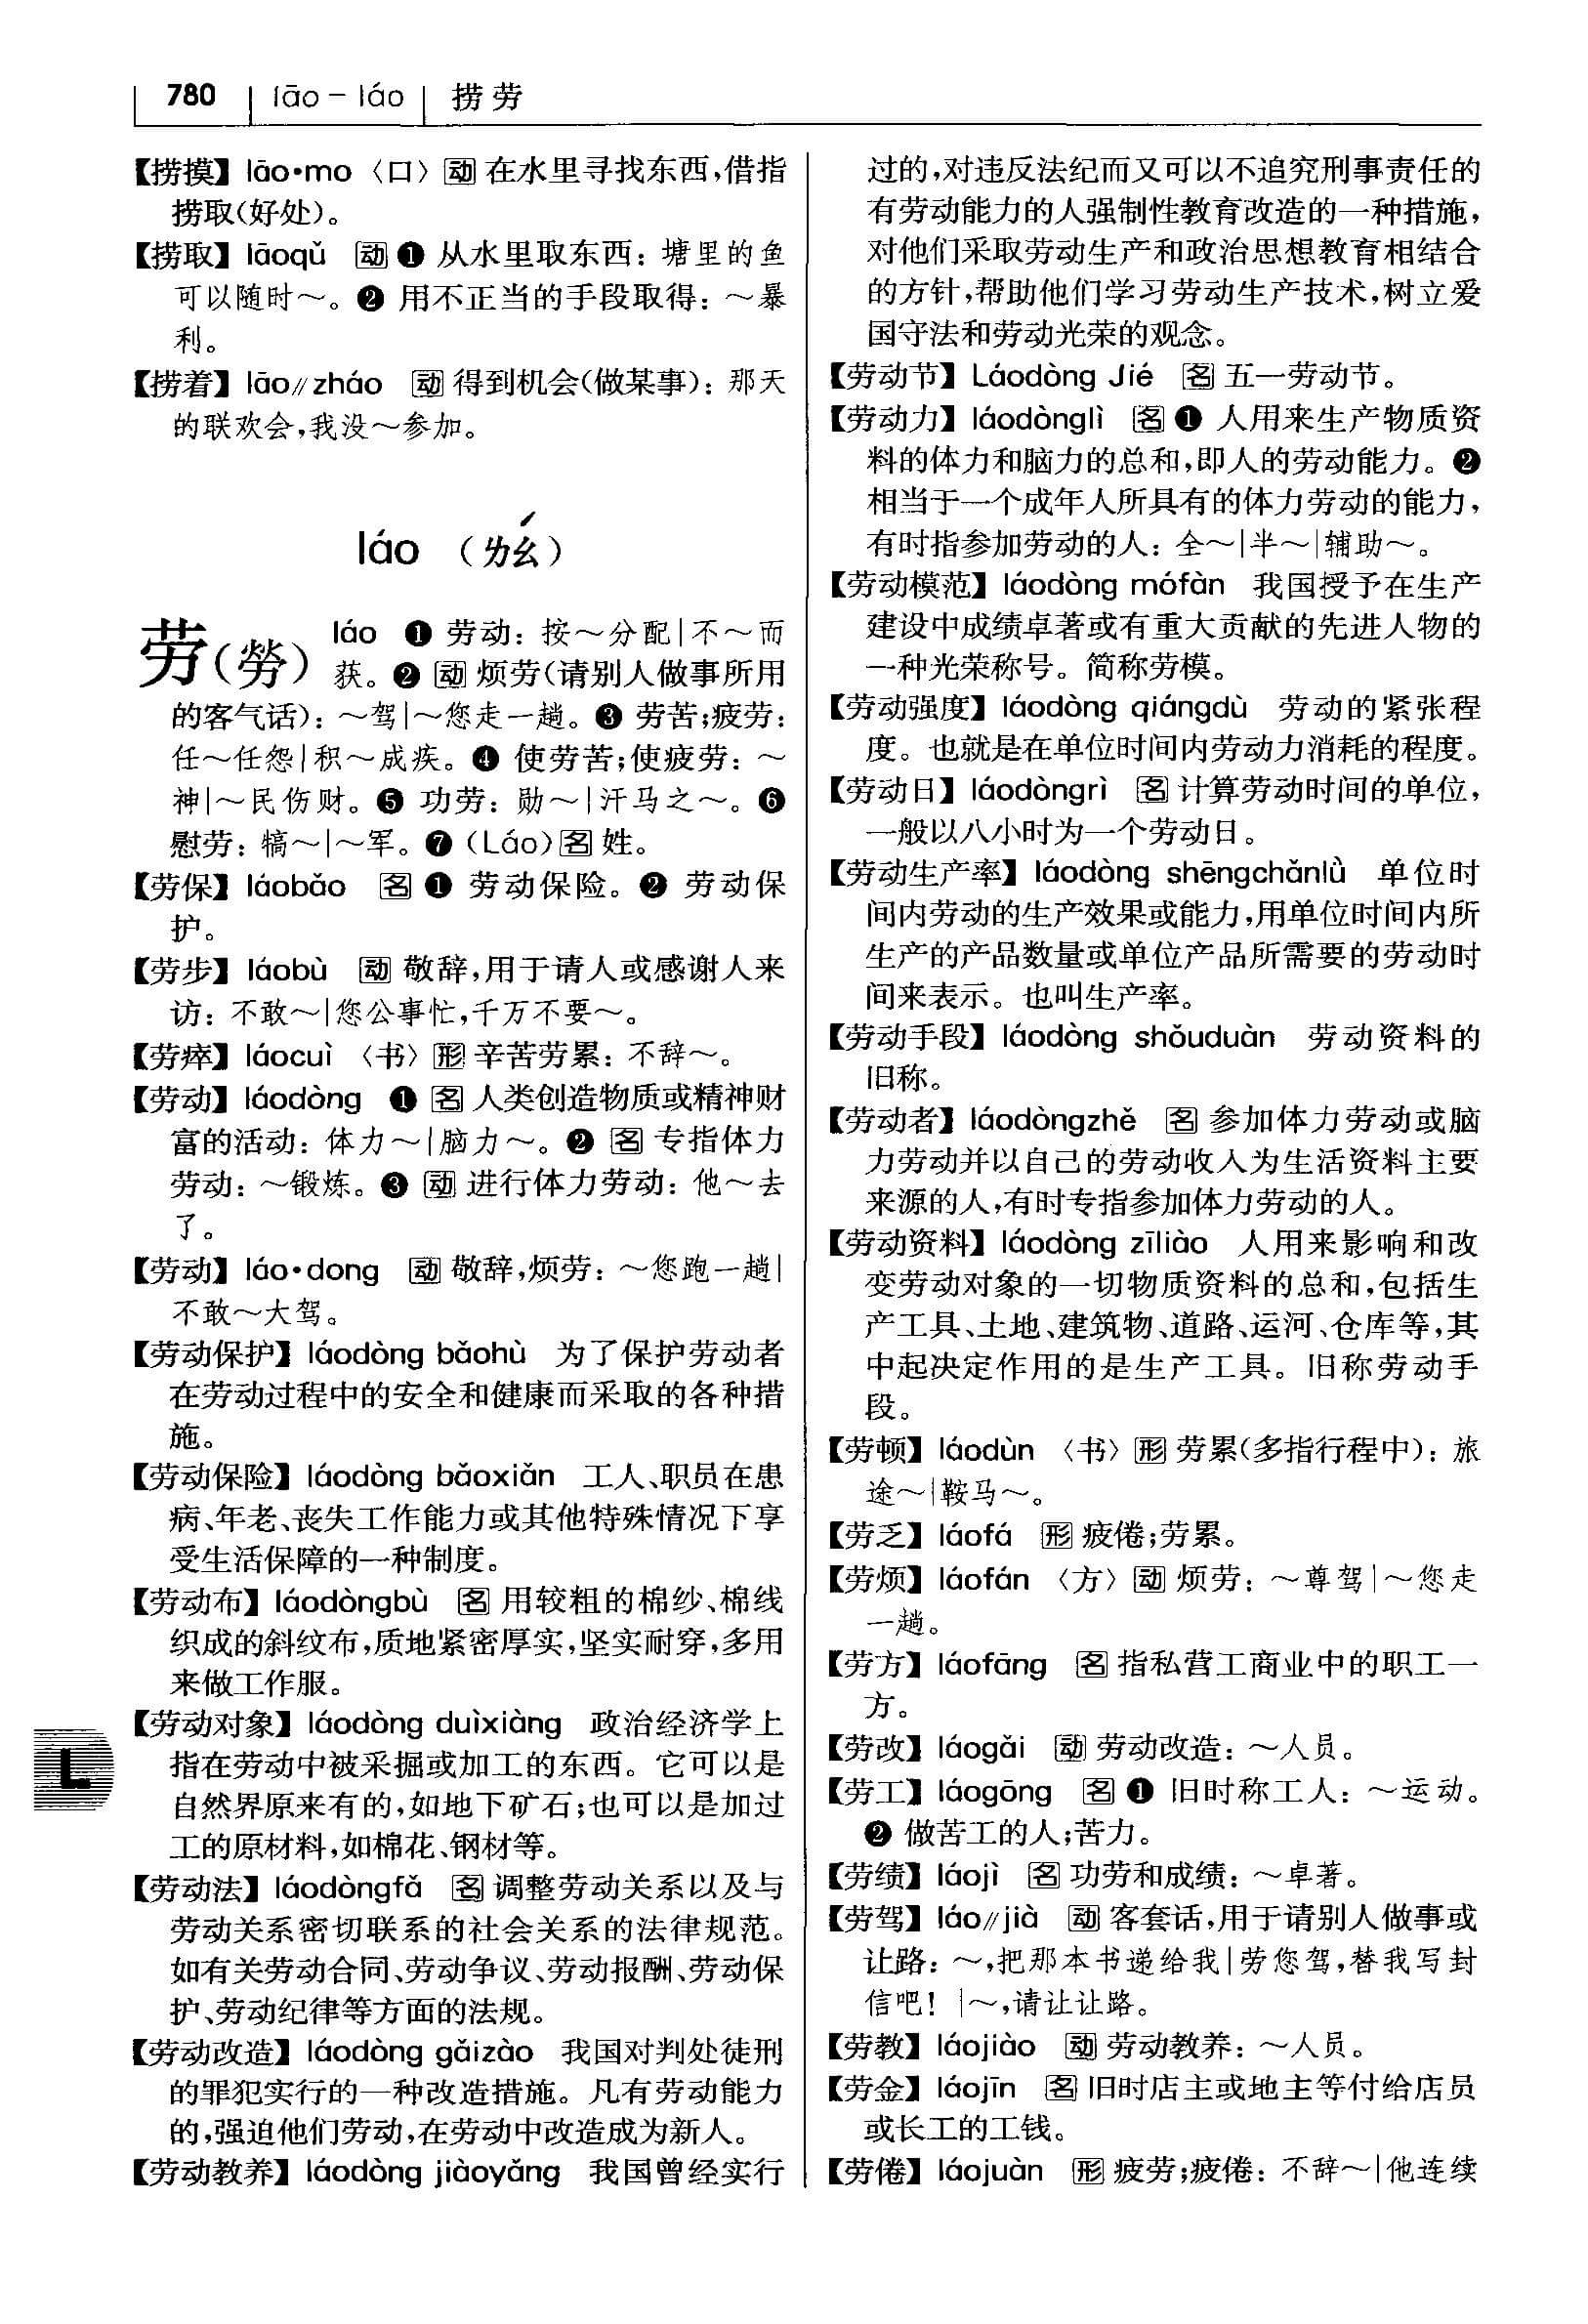 780 lāo – láo 捞劳
【捞摸】lāo•mo〈口〉动 在水里寻找东西,借指
捞取(好处)。
【捞取】lāoqǔ 动 ❶ 从水里取东西：塘里的鱼
可以随时～。❷ 用不正当的手段取得：～暴
利。
【捞着】lāo∥zháo 动 得到机会(做某事)：那天
的联欢会,我没～参加。
láo （ㄌㄠˊ）
劳(勞) láo ❶ 劳动：按～分配|不～而
获。❷ 动 烦劳(请别人做事所用
的客气话)：～驾|～您走一趟。❸ 劳苦;疲劳：
任～任怨|积～成疾。❹ 使劳苦;使疲劳：～
神|～民伤财。❺ 功劳：勋～|汗马之～。❻
慰劳：犒～|～军。❼（Láo）名 姓。
【劳保】láobǎo 名 ❶ 劳动保险。❷ 劳动保
护。
【劳步】láobù 动 敬辞,用于请人或感谢人来
访：不敢～|您公事忙,千万不要～。
【劳瘁】láocuì〈书〉形 辛苦劳累：不辞～。
【劳动】láodòng ❶ 名 人类创造物质或精神财
富的活动：体力～|脑力～。❷ 名 专指体力
劳动：～锻炼。❸ 动 进行体力劳动：他～去
了。
【劳动】láo•dong 动 敬辞,烦劳：～您跑一趟|
不敢～大驾。
【劳动保护】láodòng bǎohù 为了保护劳动者
在劳动过程中的安全和健康而采取的各种措
施。
【劳动保险】láodòng bǎoxiǎn 工人、职员在患
病、年老、丧失工作能力或其他特殊情况下享
受生活保障的一种制度。
【劳动布】láodòngbù 名 用较粗的棉纱、棉线
织成的斜纹布,质地紧密厚实,坚实耐穿,多用
来做工作服。
【劳动对象】láodòng duìxiàng 政治经济学上
指在劳动中被采掘或加工的东西。它可以是
自然界原来有的,如地下矿石;也可以是加过
工的原材料,如棉花、钢材等。
【劳动法】láodòngfǎ 名 调整劳动关系以及与
劳动关系密切联系的社会关系的法律规范。
如有关劳动合同、劳动争议、劳动报酬、劳动保
护、劳动纪律等方面的法规。
【劳动改造】láodòng gǎizào 我国对判处徒刑
的罪犯实行的一种改造措施。凡有劳动能力
的,强迫他们劳动,在劳动中改造成为新人。
【劳动教养】láodòng jiàoyǎng 我国曾经实行
过的,对违反法纪而又可以不追究刑事责任的
有劳动能力的人强制性教育改造的一种措施,
对他们采取劳动生产和政治思想教育相结合
的方针,帮助他们学习劳动生产技术,树立爱
国守法和劳动光荣的观念。
【劳动节】Láodòng Jié 名 五一劳动节。
【劳动力】láodònglì 名 ❶ 人用来生产物质资
料的体力和脑力的总和,即人的劳动能力。❷
相当于一个成年人所具有的体力劳动的能力,
有时指参加劳动的人：全～|半～|辅助～。
【劳动模范】láodòng mófàn 我国授予在生产
建设中成绩卓著或有重大贡献的先进人物的
一种光荣称号。简称劳模。
【劳动强度】láodòng qiángdù 劳动的紧张程
度。也就是在单位时间内劳动力消耗的程度。
【劳动日】láodòngrì 名 计算劳动时间的单位,
一般以八小时为一个劳动日。
【劳动生产率】láodòng shēngchǎnlǜ 单位时
间内劳动的生产效果或能力,用单位时间内所
生产的产品数量或单位产品所需要的劳动时
间来表示。也叫生产率。
【劳动手段】láodòng shǒuduàn 劳动资料的
旧称。
【劳动者】láodòngzhě 名 参加体力劳动或脑
力劳动并以自己的劳动收入为生活资料主要
来源的人,有时专指参加体力劳动的人。
【劳动资料】láodòng zīliào 人用来影响和改
变劳动对象的一切物质资料的总和,包括生
产工具、土地、建筑物、道路、运河、仓库等,其
中起决定作用的是生产工具。旧称劳动手
段。
【劳顿】láodùn〈书〉形 劳累(多指行程中)：旅
途～|鞍马～。
【劳乏】láofá 形 疲倦;劳累。
【劳烦】láofán〈方〉动 烦劳：～尊驾|～您走
一趟。
【劳方】láofāng 名 指私营工商业中的职工一
方。
【劳改】láogǎi 动 劳动改造：～人员。
【劳工】láogōng 名 ❶ 旧时称工人：～运动。
❷ 做苦工的人;苦力。
【劳绩】láojì 名 功劳和成绩：～卓著。
【劳驾】láo∥jià 动 客套话,用于请别人做事或
让路：～,把那本书递给我|劳您驾,替我写封
信吧！|～,请让让路。
【劳教】láojiào 动 劳动教养：～人员。
【劳金】láojīn 名 旧时店主或地主等付给店员
或长工的工钱。
【劳倦】láojuàn 形 疲劳;疲倦：不辞～|他连续
L